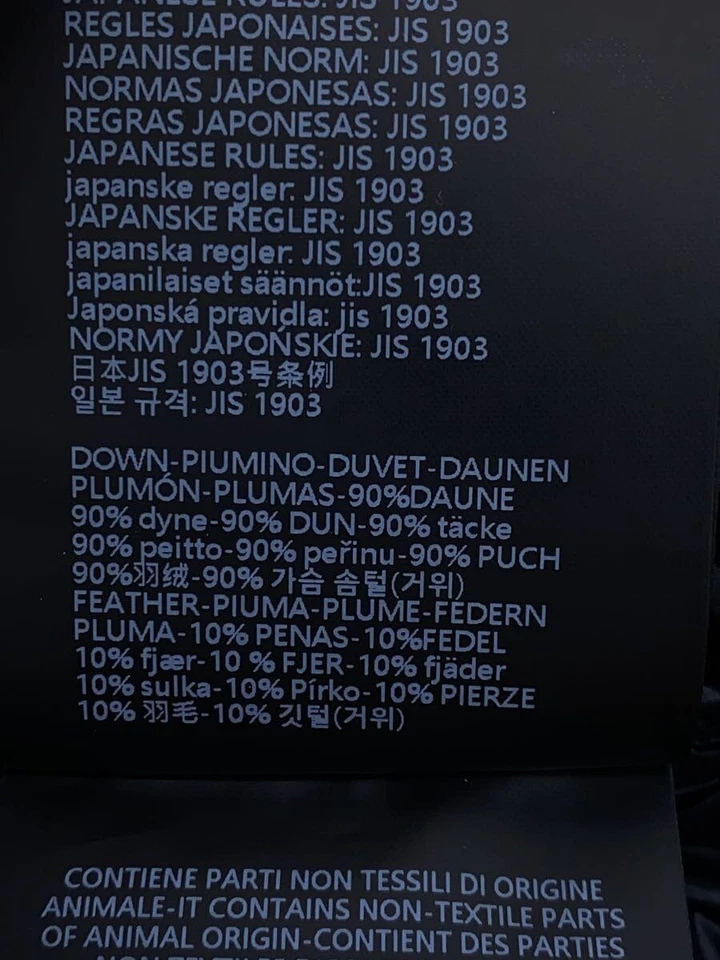 JAPANESE RULES: JIS 1903
REGLES JAPONAISES: JIS 1903
JAPANISCHE NORM: JIS 1903
NORMAS JAPONESAS: JIS 1903
REGRAS JAPONESAS: JIS 1903
JAPANESE RULES: JIS 1903
japanske regler: JIS 1903
JAPANSKE REGLER: JIS 1903
japanska regler: JIS 1903
japanilaiset säännöt:JIS 1903
Japonská pravidla: jis 1903
NORMY JAPOŃSKIE: JIS 1903
日本JIS 1903号条例
일본 규격: JIS 1903
DOWN-PIUMINO-DUVET-DAUNEN
PLUMÓN-PLUMAS-90%DAUNE
90% dyne-90% DUN-90% täcke
90% peitto-90% peřinu-90% PUCH
90%羽绒-90% 가슴 솜털(거위)
FEATHER-PIUMA-PLUME-FEDERN
PLUMA-10% PENAS-10%FEDEL
10% fjær-10 % FJER-10% fjäder
10% sulka-10% Pírko-10% PIERZE
10% 羽毛-10% 깃털(거위)
CONTIENE PARTI NON TESSILI DI ORIGINE
ANIMALE-IT CONTAINS NON-TEXTILE PARTS
OF ANIMAL ORIGIN-CONTIENT DES PARTIES